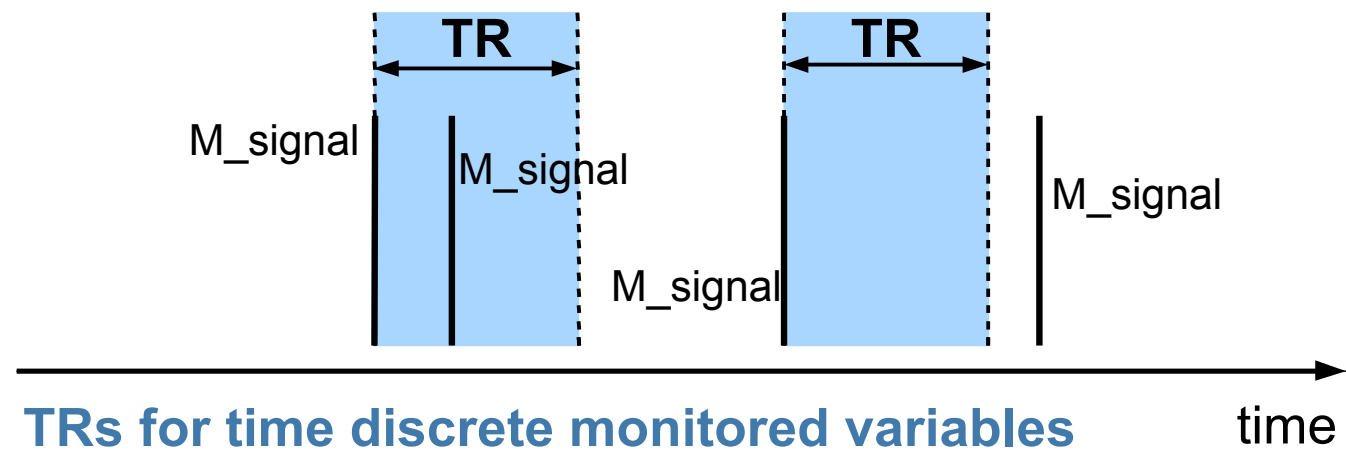 TR
TR
M_signal
M_signal
M_signal
M_signal
TRs for time discrete monitored variables
time